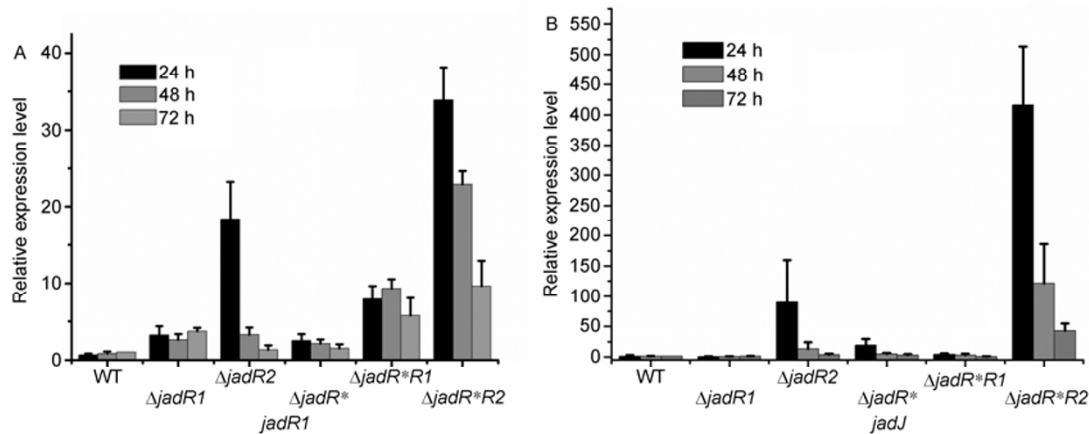 A
40
30
20
10
0
Relative expression level
24 h
48 h
72 h
WT
ΔjadR1
ΔjadR2
ΔjadR*
ΔjadR*R1
ΔjadR*R2
jadR1
B
550
500
450
400
350
300
250
200
150
100
50
0
Relative expression level
24 h
48 h
72 h
WT
ΔjadR1
ΔjadR2
ΔjadR*
ΔjadR*R1
ΔjadR*R2
jadJ